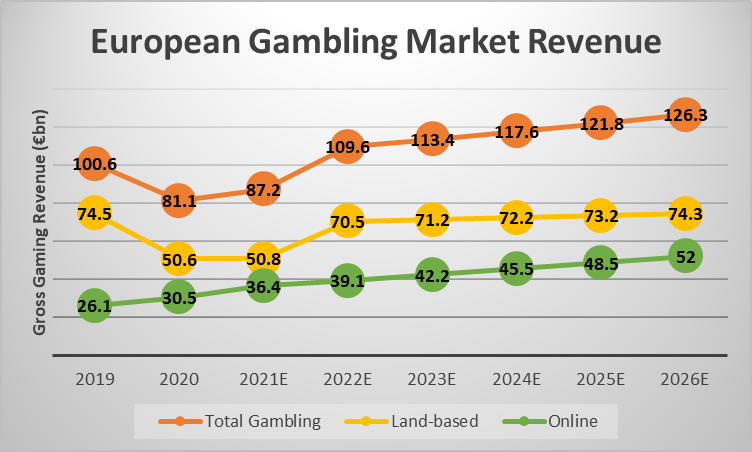 European Gambling Market Revenue
Gross Gaming Revenue (€bn)
100.6 81.1 87.2 109.6 113.4 117.6 121.8 126.3
74.5 50.6 50.8 70.5 71.2 72.2 73.2 74.3
26.1 30.5 36.4 39.1 42.2 45.5 48.5 52
2019 2020 2021E 2022E 2023E 2024E 2025E 2026E
Total Gambling Land-based Online